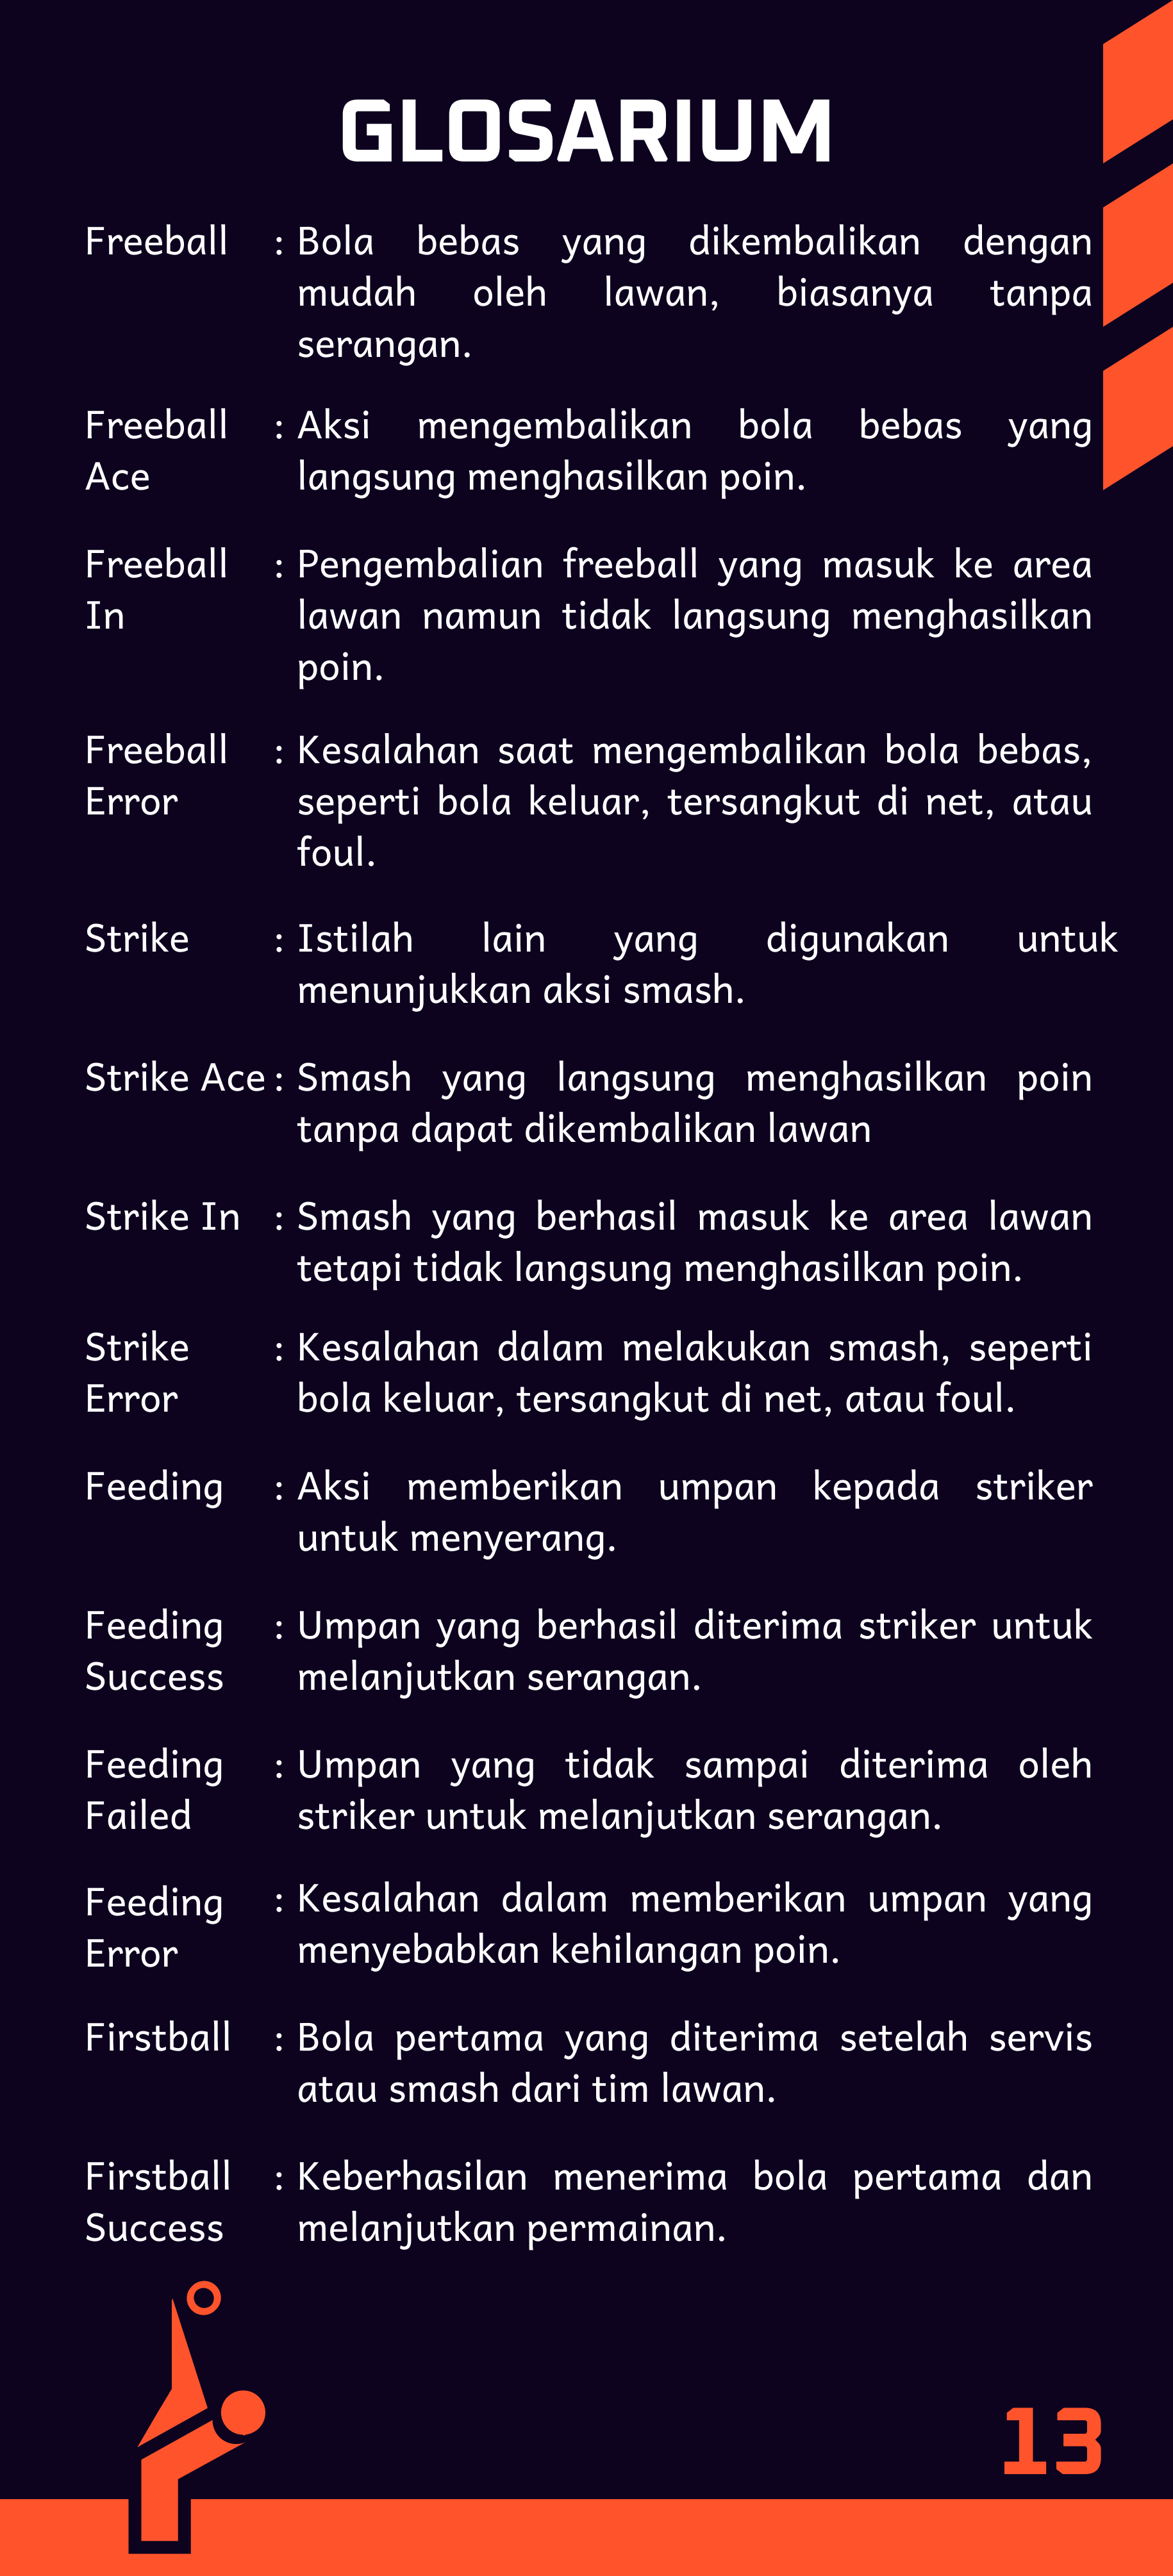 GLOSARIUM
Freeball : Bola bebas yang dikembalikan dengan
mudah oleh lawan, biasanya tanpa
serangan.
Freeball : Aksi mengembalikan bola bebas yang
Ace langsung menghasilkan poin.
Freeball : Pengembalian freeball yang masuk ke area
In lawan namun tidak langsung menghasilkan
poin.
Freeball : Kesalahan saat mengembalikan bola bebas,
Error seperti bola keluar, tersangkut di net, atau
foul.
Strike : Istilah lain yang digunakan untuk
menunjukkan aksi smash.
Strike Ace : Smash yang langsung menghasilkan poin
tanpa dapat dikembalikan lawan
Strike In : Smash yang berhasil masuk ke area lawan
tetapi tidak langsung menghasilkan poin.
Strike : Kesalahan dalam melakukan smash, seperti
Error bola keluar, tersangkut di net, atau foul.
Feeding : Aksi memberikan umpan kepada striker
untuk menyerang.
Feeding : Umpan yang berhasil diterima striker untuk
Success melanjutkan serangan.
Feeding : Umpan yang tidak sampai diterima oleh
Failed striker untuk melanjutkan serangan.
Feeding : Kesalahan dalam memberikan umpan yang
Error menyebabkan kehilangan poin.
Firstball : Bola pertama yang diterima setelah servis
atau smash dari tim lawan.
Firstball : Keberhasilan menerima bola pertama dan
Success melanjutkan permainan.
13